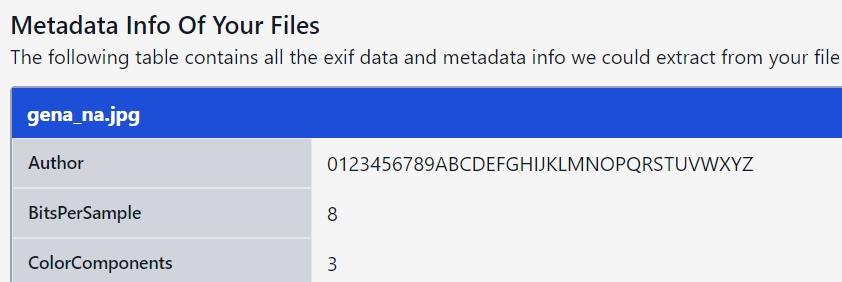 Metadata Info Of Your Files
The following table contains all the exif data and metadata info we could extract from your file
gena_na.jpg
Author 0123456789ABCDEFGHIJKLMNOPQRSTUVWXYZ
BitsPerSample 8
ColorComponents 3